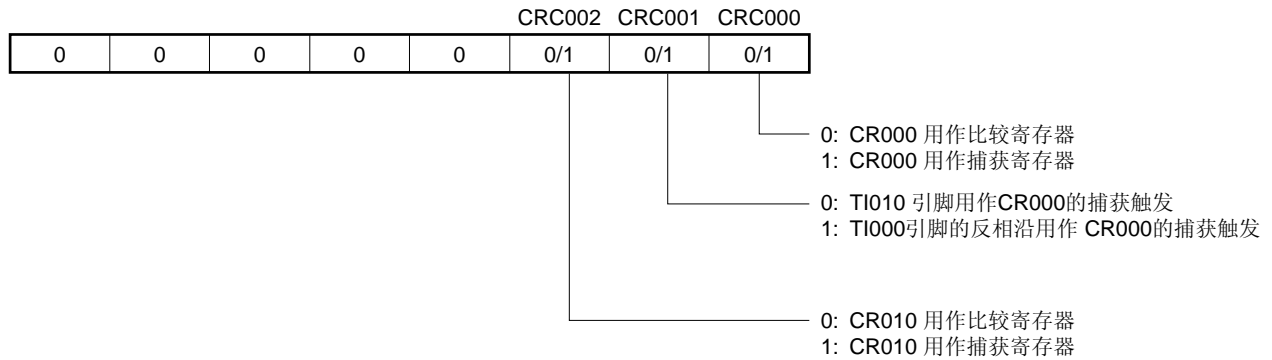 CRC002 CRC001 CRC000
0 0 0 0 0 0/1 0/1 0/1
0: CR000 用作比较寄存器
1: CR000 用作捕获寄存器
0: TI010 引脚用作CR000的捕获触发
1: TI000引脚的反相沿用作 CR000的捕获触发
0: CR010 用作比较寄存器
1: CR010 用作捕获寄存器